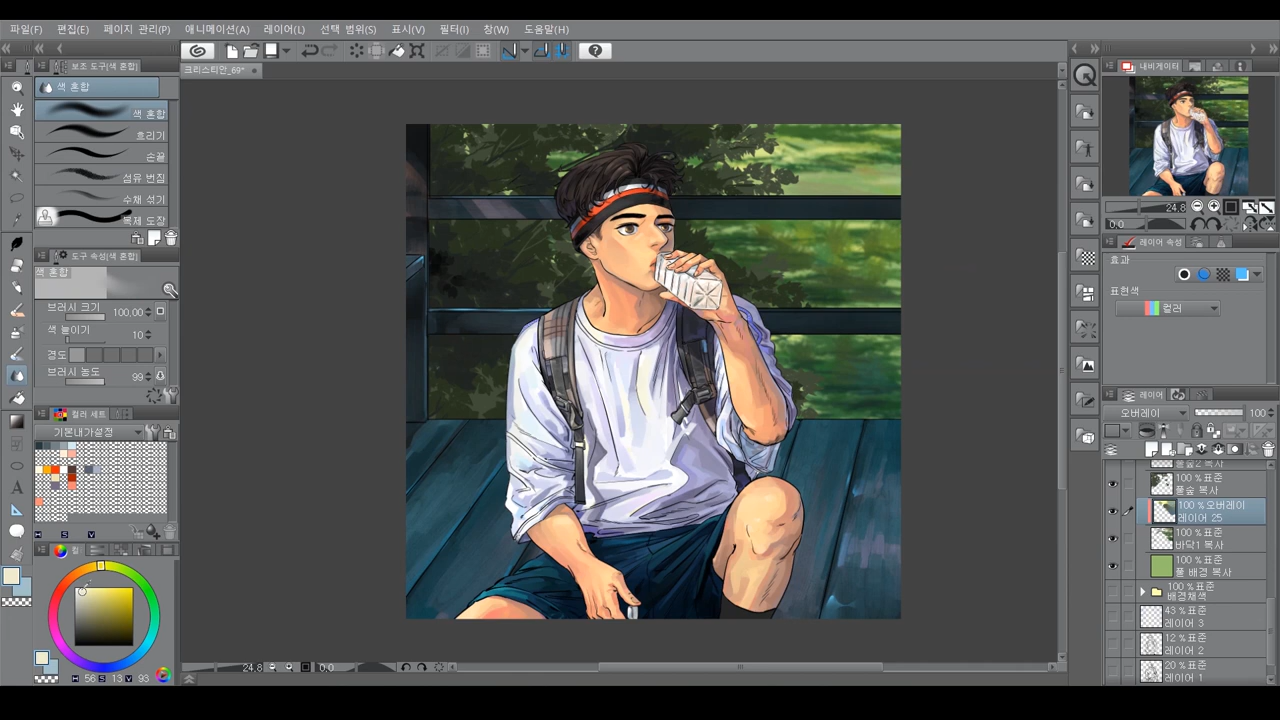 파일(F) 편집(E) 페이지 관리(P) 애니메이션(A) 레이어(L) 선택 범위(S) 표시(V) 필터(I) 창(W) 도움말(H)
보조 도구(색 혼합)
색 혼합
색 혼합
흐리기
손끝
섬유 번짐
수채 섞기
복제 도장
도구 속성(색 혼합)
색 혼합
브러시 크기 100.00
색 늘이기 10
경도
브러시 농도 99
컬러 세트
기본내가설정
H S V
컬
H 56 S 13 V 93
크리스티안_69*
24.8 0.0
내비게이터
24.8
0.0
레이어 속성
효과
표현색
컬러
레이어
오버레이 100
풀숲2 복사
100 %표준
풀숲 복사
100 %오버레이
레이어 25
100 %표준
바닥1 복사
100 %표준
풀 배경 복사
100 %표준
배경채색
43 %표준
레이어 3
12 %표준
레이어 2
20 %표준
레이어 1